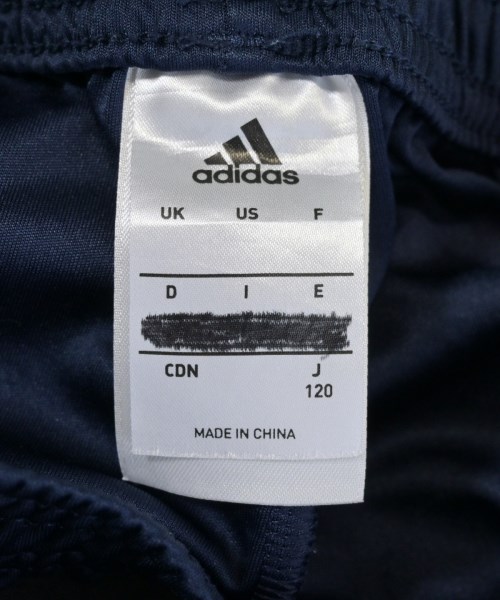 adidas
UK US F
D I E
CDN J
120
MADE IN CHINA